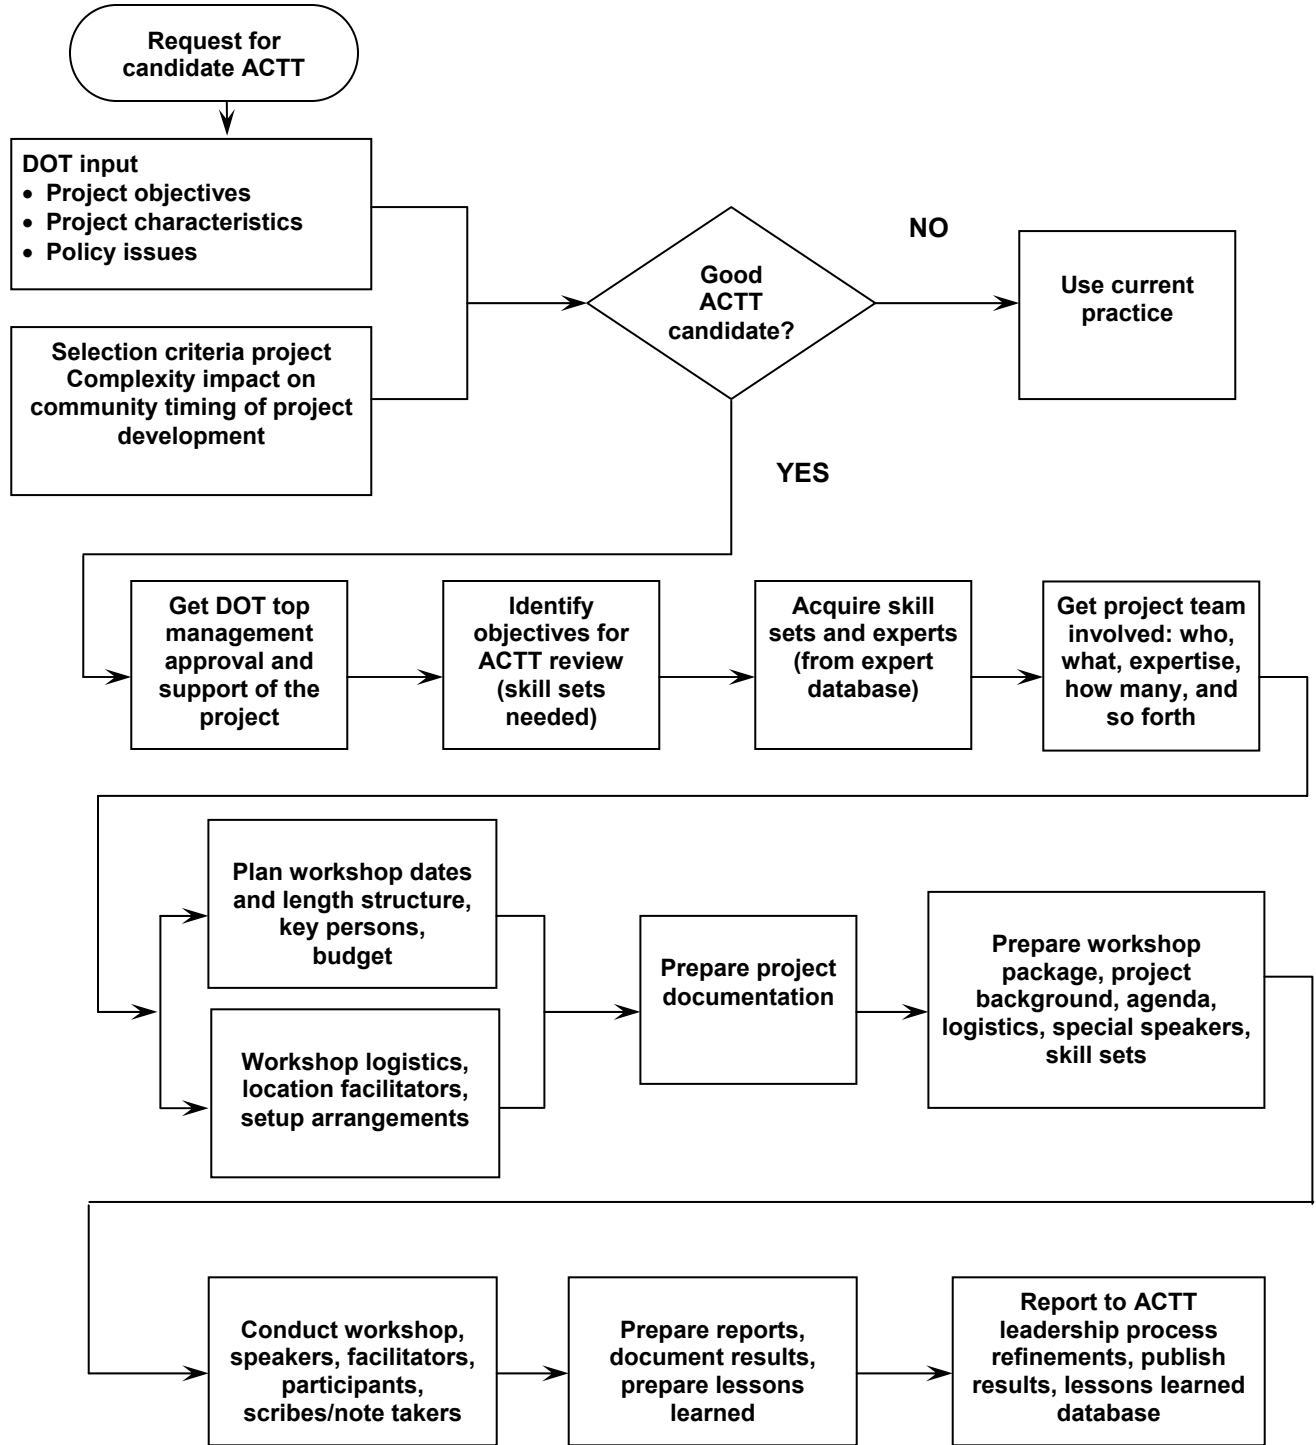 Request for
candidate ACTT
DOT input
• Project objectives
• Project characteristics
• Policy issues
Selection criteria project
Complexity impact on
community timing of project
development
Good
ACTT
candidate?
NO
Use current
practice
YES
Get DOT top
management
approval and
support of the
project
Identify
objectives for
ACTT review
(skill sets
needed)
Acquire skill
sets and experts
(from expert
database)
Get project team
involved: who,
what, expertise,
how many, and
so forth
Plan workshop dates
and length structure,
key persons,
budget
Workshop logistics,
location facilitators,
setup arrangements
Prepare project
documentation
Prepare workshop
package, project
background, agenda,
logistics, special speakers,
skill sets
Conduct workshop,
speakers, facilitators,
participants,
scribes/note takers
Prepare reports,
document results,
prepare lessons
learned
Report to ACTT
leadership process
refinements, publish
results, lessons learned
database